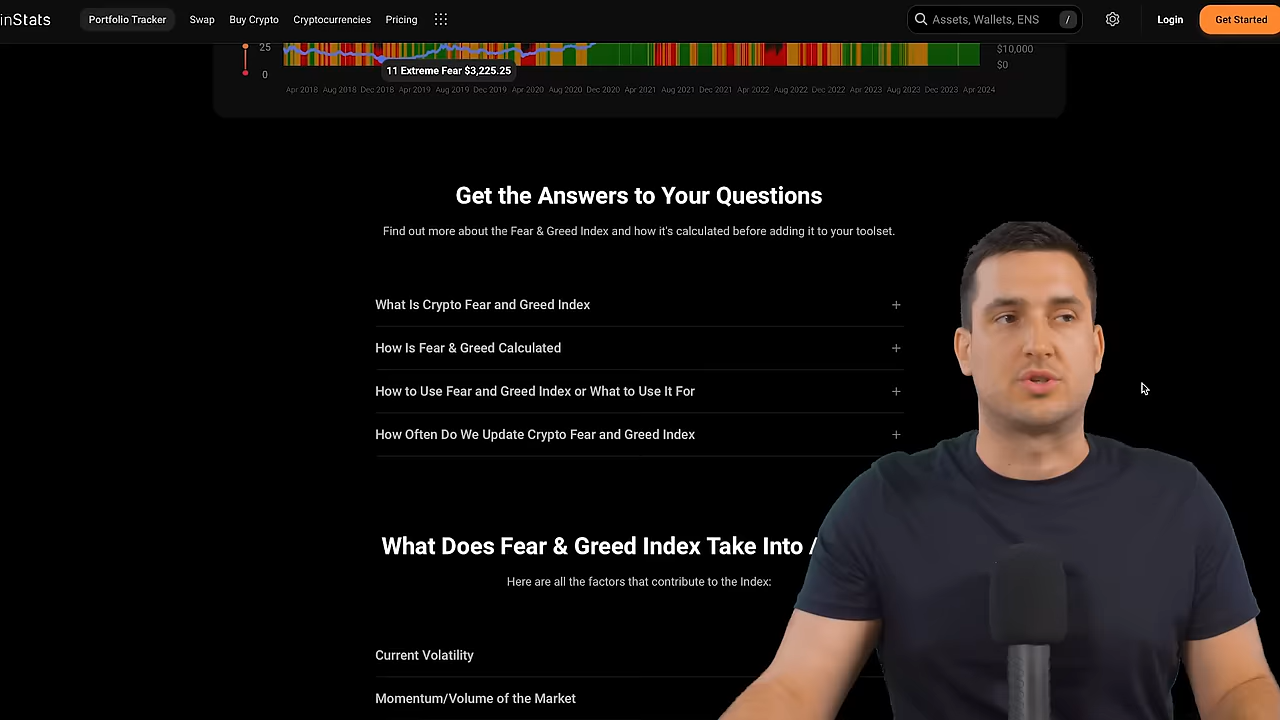 inStats
Portfolio Tracker
Swap
Buy Crypto
Cryptocurrencies
Pricing
Assets, Wallets, ENS
/
Login
Get Started
25
0
11 Extreme Fear $3,225.25
$10,000
$0
Apr 2018 Aug 2018 Dec 2018 Apr 2019 Aug 2019 Dec 2019 Apr 2020 Aug 2020 Dec 2020 Apr 2021 Aug 2021 Dec 2021 Apr 2022 Aug 2022 Dec 2022 Apr 2023 Aug 2023 Dec 2023 Apr 2024
Get the Answers to Your Questions
Find out more about the Fear & Greed Index and how it's calculated before adding it to your toolset.
What Is Crypto Fear and Greed Index
How Is Fear & Greed Calculated
How to Use Fear and Greed Index or What to Use It For
How Often Do We Update Crypto Fear and Greed Index
What Does Fear & Greed Index Take Into
Here are all the factors that contribute to the Index:
Current Volatility
Momentum/Volume of the Market